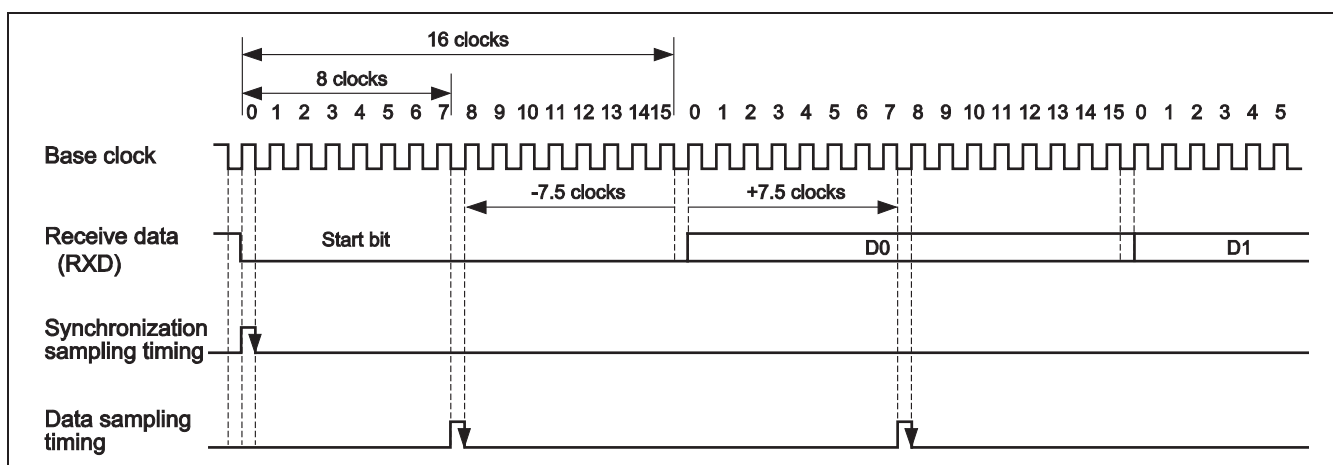 16 clocks
8 clocks
0 1 2 3 4 5 6 7 8 9 10 11 12 13 1415 0 1 2 3 4 5 6 7 8 9 10 11 12 13 14 15 0 1 2 3 4 5
Base clock
-7.5 clocks +7.5 clocks
Receive data
(RXD)
Start bit D0 D1
Synchronization
sampling timing
Data sampling
timing